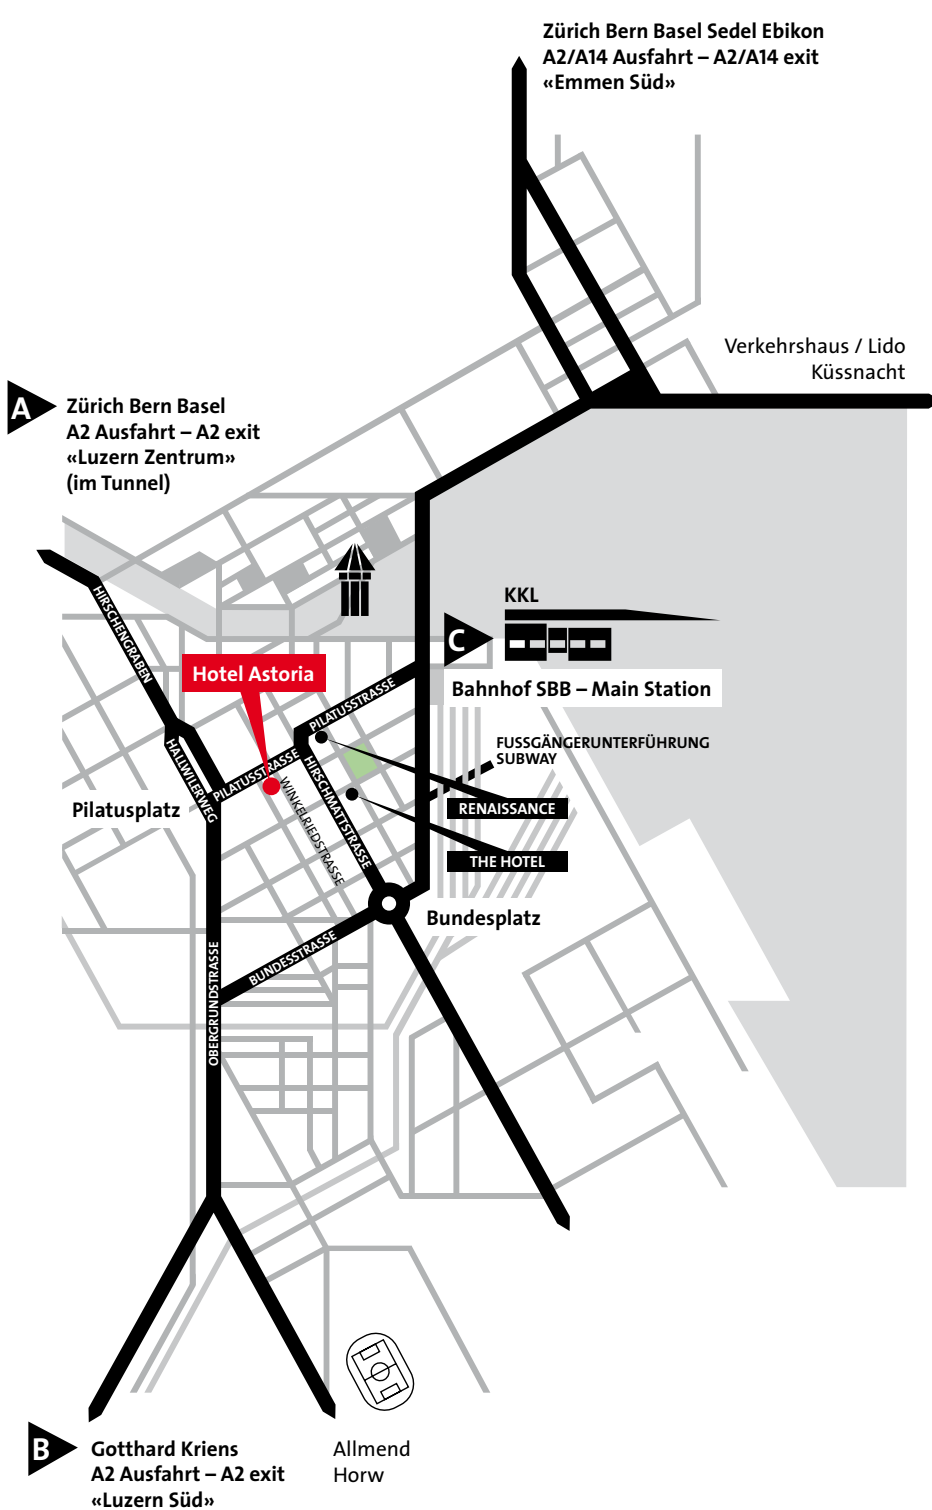 Zürich Bern Basel Sedel Ebikon
A2/A14 Ausfahrt – A2/A14 exit
«Emmen Süd»
Verkehrshaus / Lido
Küssnacht
A
Zürich Bern Basel
A2 Ausfahrt – A2 exit
«Luzern Zentrum»
(im Tunnel)
HIRSCHENGRABEN
KKL
C
Bahnhof SBB – Main Station
Hotel Astoria
PILATUSSTRASSE
HALLWILERWEG
PILATUSSTRASSE
HIRSCHMATTSTRASSE
WINKELRIEDSTRASSE
FUSSGÄNGERUNTERFÜHRUNG
SUBWAY
Pilatusplatz
RENAISSANCE
THE HOTEL
Bundesplatz
BUNDESSTRASSE
OBERGRUNDSTRASSE
B
Gotthard Kriens
A2 Ausfahrt – A2 exit
«Luzern Süd»
Allmend
Horw